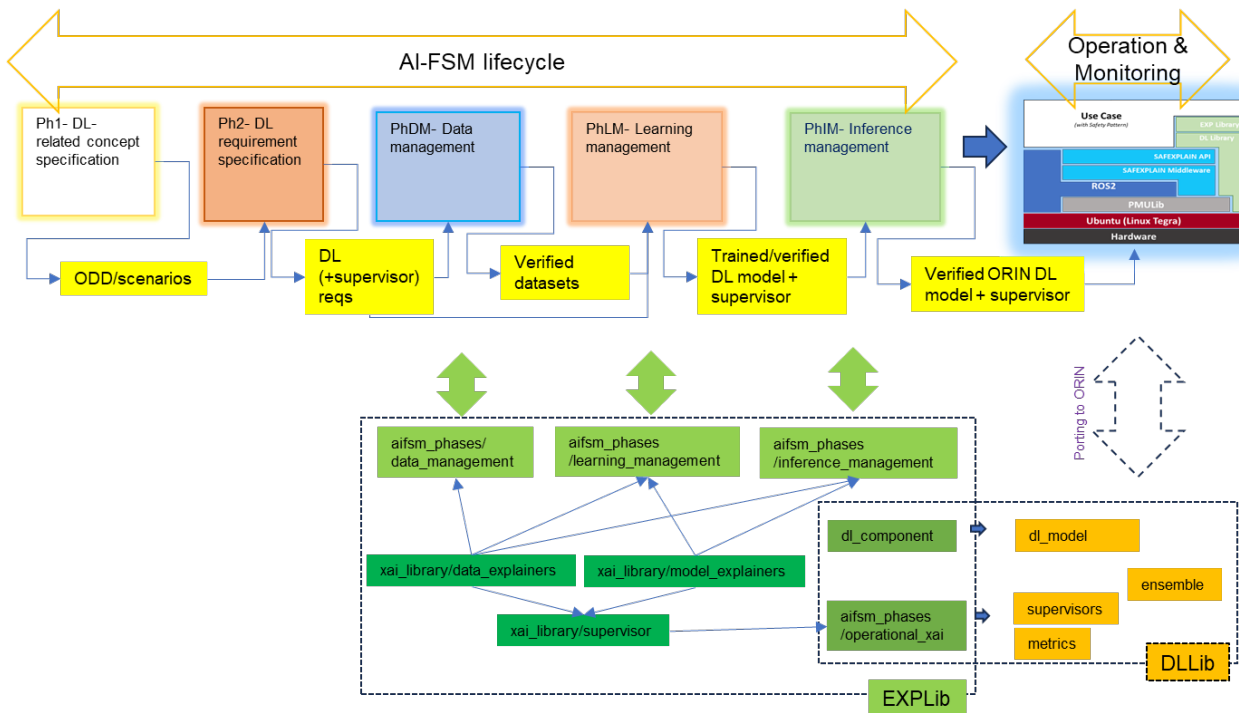 AI-FSM lifecycle
Operation &
Monitoring
Ph1- DL-
related concept
specification
Ph2- DL
requirement
specification
PhDM- Data
management
PhLM- Learning
management
PhIM- Inference
management
Use Case
(with Safety Pattern)
EXP Library
DL Library
SAFEXPLAIN API
SAFEXPLAIN Middleware
ROS2
PMULib
Ubuntu (Linux Tegra)
Hardware
ODD/scenarios
DL
(+supervisor)
reqs
Verified
datasets
Trained/verified
DL model +
supervisor
Verified ORIN DL
model + supervisor
Porting to ORIN
aifsm_phases/
data_management
aifsm_phases
/learning_management
aifsm_phases
/inference_management
dl_component
dl_model
xai_library/data_explainers
xai_library/model_explainers
ensemble
supervisors
xai_library/supervisor
aifsm_phases
/operational_xai
metrics
DLLib
EXPLib